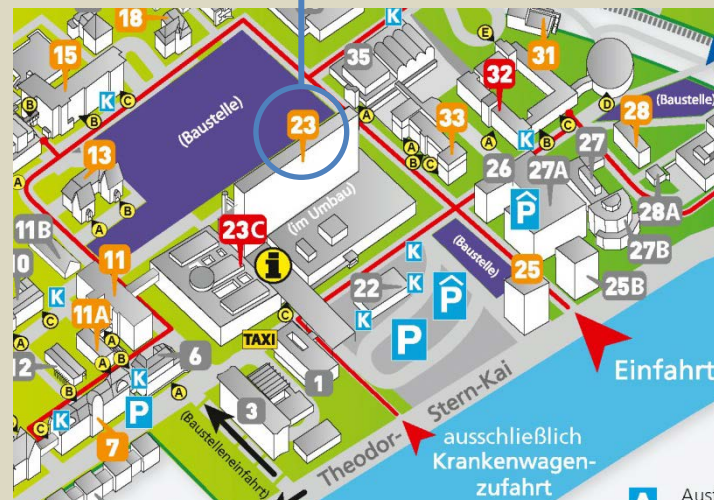 18
15
K
B
C
B
(Baustelle)
23
35
K
A
E
31
32
33
A
K
B
C
D
(Baustelle)
28
27
26
27A
28A
27B
25B
25
P
A
B
C
13
A
B
A
11B
10
K
C
11
11A
A
B
A
B
12
K
6
A
C
K
P
7
23C
i
C
TAXI
(im Umbau)
(Baustelle)
K
K
K
22
P
P
1
3
Einfahrt
Theodor-Stern-Kai
(Baustelleneinfahrt)
ausschließlich
Krankenwagen-
zufahrt
A